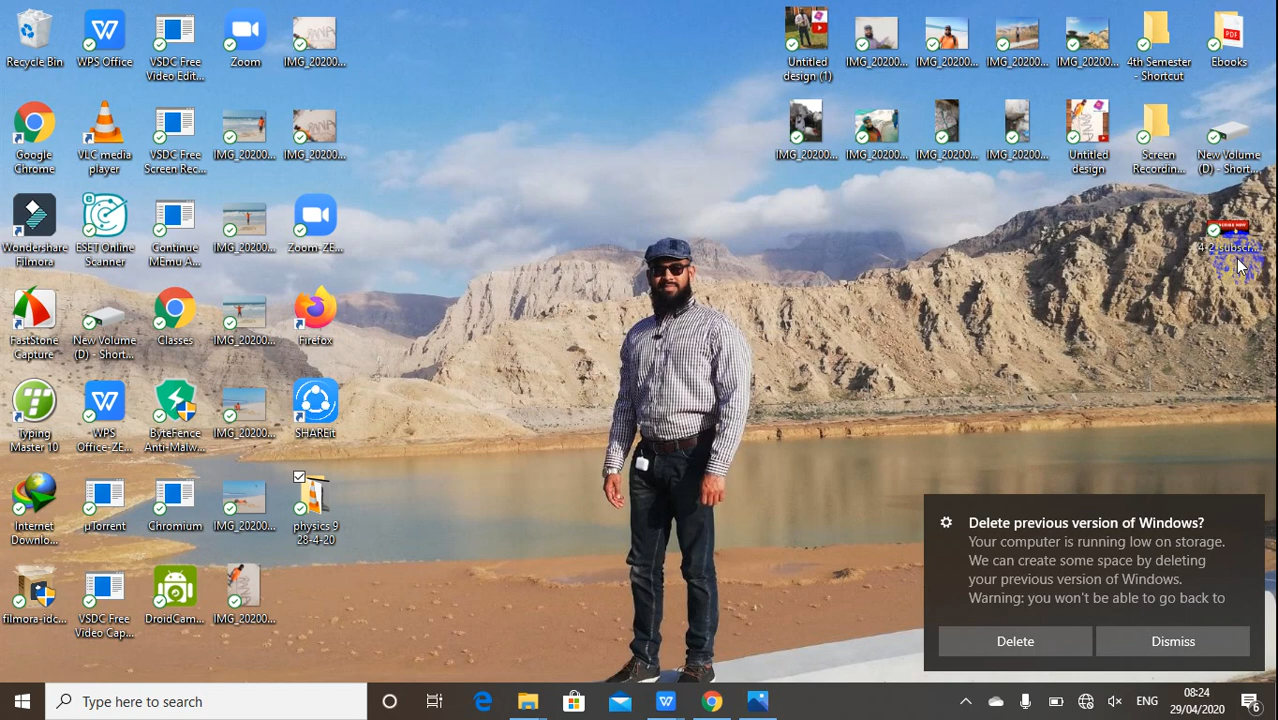 Recycle Bin
WPS Office
VSDC Free
Video Edit...
Zoom
IMG_20200...
Untitled
design (1)
IMG_20200...
IMG_20200...
IMG_20200...
IMG_20200...
4th Semester
- Shortcut
Ebooks
PDF
Google
Chrome
VLC media
player
VSDC Free
Screen Rec...
IMG_20200...
IMG_20200...
IMG_20200...
IMG_20200...
IMG_20200...
IMG_20200...
Untitled
design
Screen
Recordin...
New Volume
(D) - Short...
Wondershare
Filmora
ESET Online
Scanner
Continue
MEmu A...
IMG_20200...
Zoom-ZE...
4-2-subscr...
FastStone
Capture
New Volume
(D) - Short...
Classes
IMG_20200...
Firefox
Typing
Master 10
WPS
Office-ZE...
ByteFence
Anti-Malw...
IMG_20200...
SHAREit
Internet
Downlo...
µTorrent
Chromium
IMG_20200...
physics 9
28-4-20
filmora-idc...
VSDC Free
Video Cap...
DroidCam...
IMG_20200...
Delete previous version of Windows?
Your computer is running low on storage.
We can create some space by deleting
your previous version of Windows.
Warning: you won't be able to go back to
Delete
Dismiss
Type here to search
ENG
08:24
29/04/2020
6